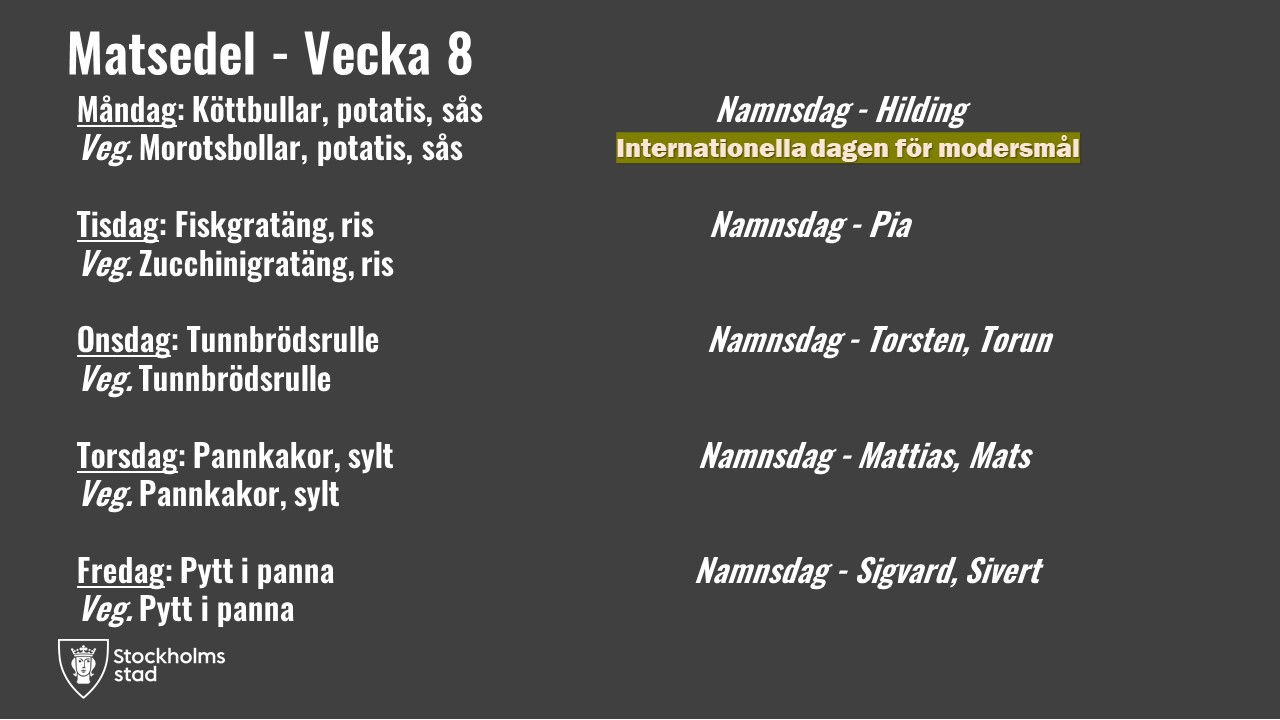 Matsedel - Vecka 8
Måndag: Köttbullar, potatis, sås Namnsdag - Hilding
Veg. Morotsbollar, potatis, sås Internationella dagen för modersmål
Tisdag: Fiskgratäng, ris Namnsdag - Pia
Veg. Zucchinigratäng, ris
Onsdag: Tunnbrödsrulle Namnsdag - Torsten, Torun
Veg. Tunnbrödsrulle
Torsdag: Pannkakor, sylt Namnsdag - Mattias, Mats
Veg. Pannkakor, sylt
Fredag: Pytt i panna Namnsdag - Sigvard, Sivert
Veg. Pytt i panna
Stockholms
stad